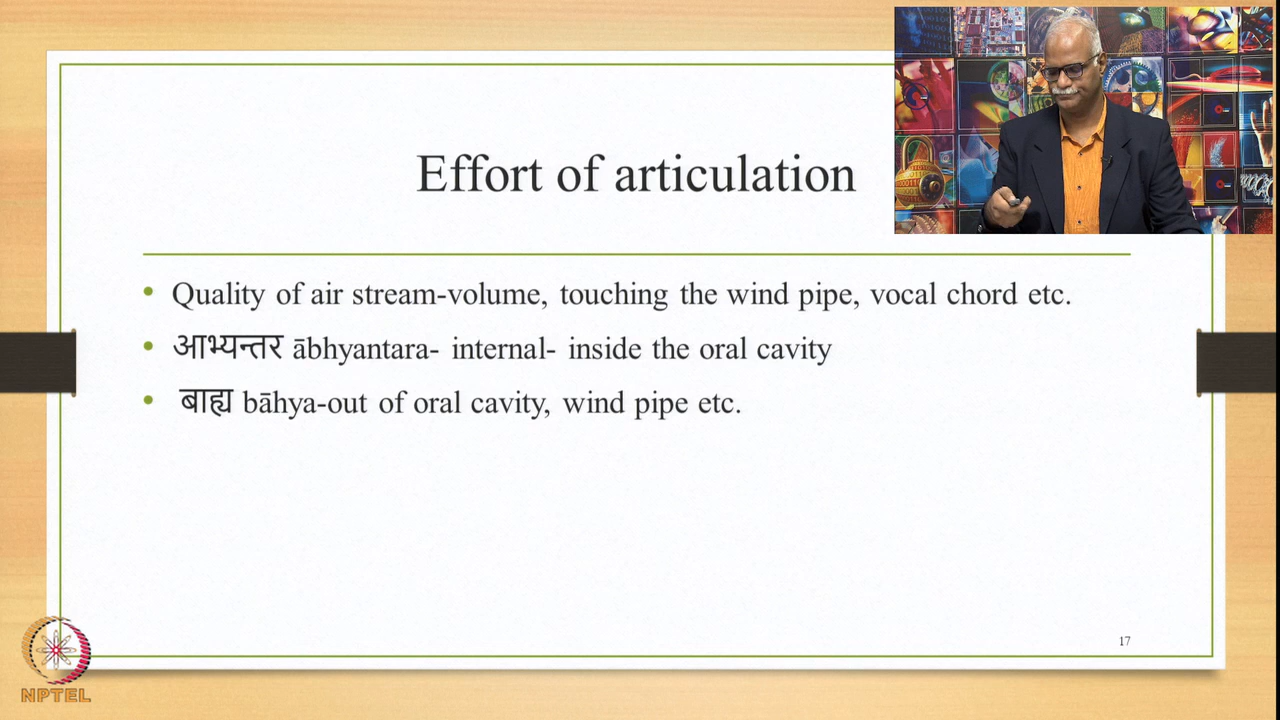 Effort of articulation
• Quality of air stream-volume, touching the wind pipe, vocal chord etc.
• आभ्यन्तर ābhyantara- internal- inside the oral cavity
• बाह्य bāhya-out of oral cavity, wind pipe etc.
17
NPTEL